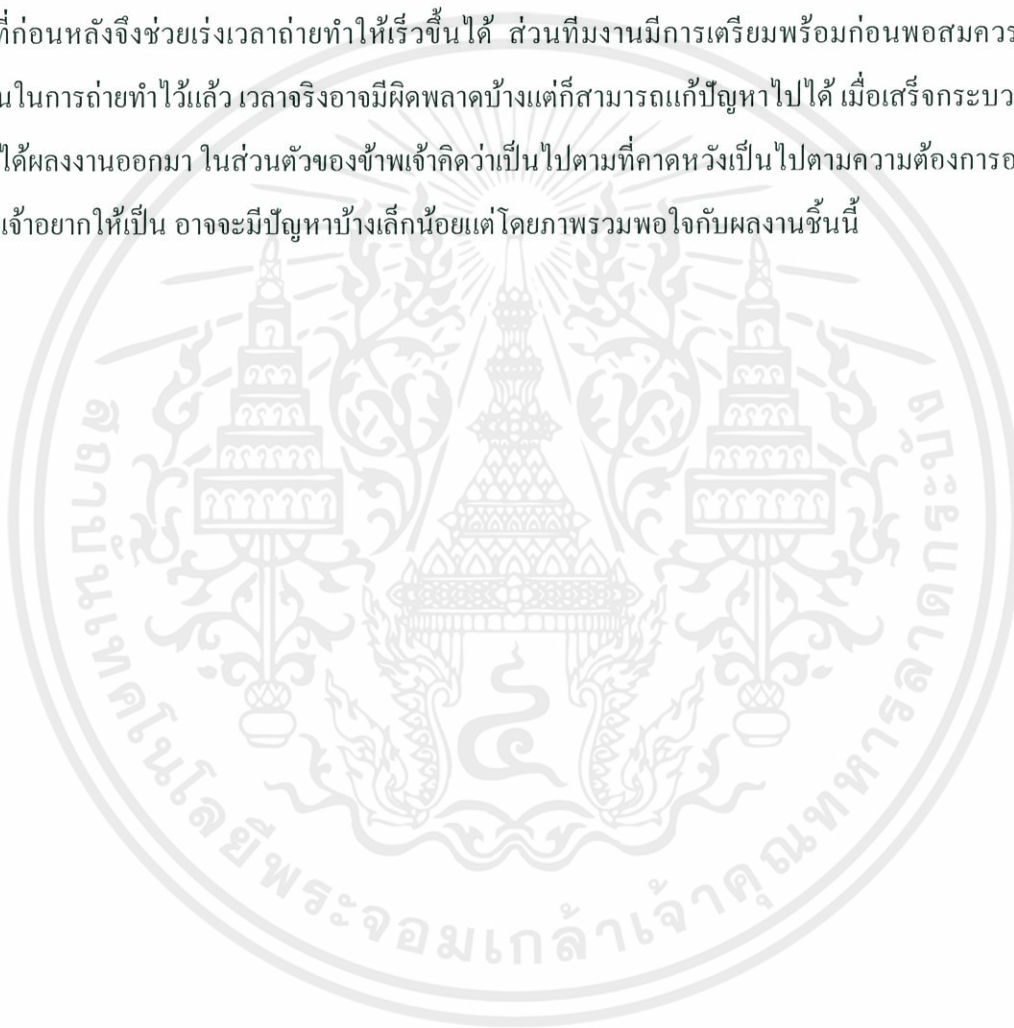 ที่ก่อนหลังจึงช่วยเร่งเวลาถ่ายทำให้เร็วขึ้นได้ ส่วนทีมงานมีการเตรียมพร้อมก่อนพอสมควร
นในการถ่ายทำไว้แล้ว เวลาจริงอาจมีผิดพลาดบ้างแต่ก็สามารถแก้ปัญหาไปได้ เมื่อเสร็จกระบว
ได้ผลงานออกมา ในส่วนตัวของข้าพเจ้าคิดว่าเป็นไปตามที่คาดหวังเป็นไปตามความต้องการอ
เจ้าอยากให้เป็น อาจจะมีปัญหาบ้างเล็กน้อยแต่โดยภาพรวมพอใจกับผลงานชิ้นนี้
สถาบันเทคโนโลยีพระจอมเกล้าเจ้าคุณทหารลาดกระบัง
๔